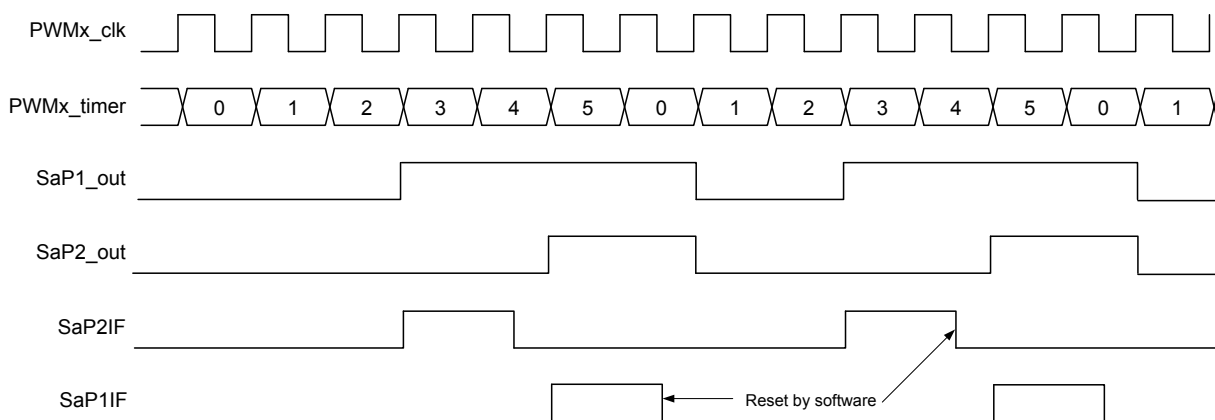 PWMx_clk
PWMx_timer 0 1 2 3 4 5 0 1 2 3 4 5 0 1
SaP1_out
SaP2_out
SaP2IF
SaP1IF Reset by software